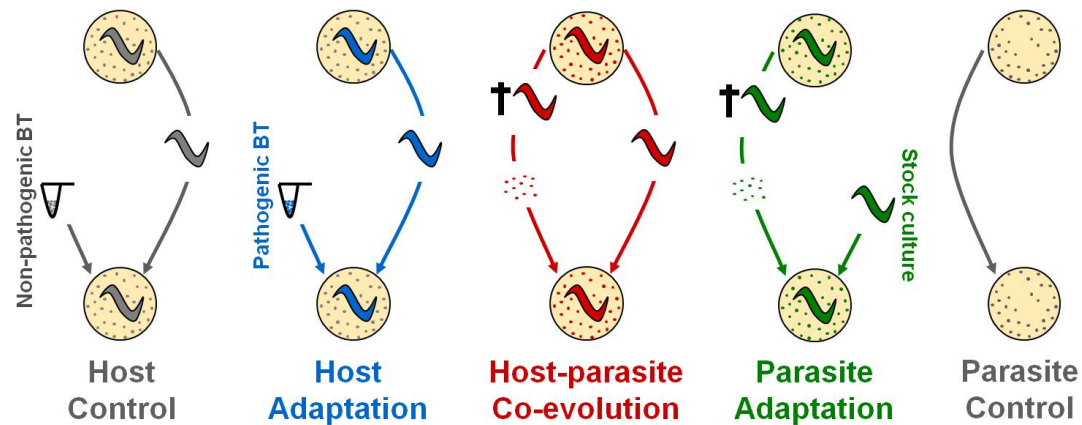 Non-pathogenic BT
Pathogenic BT
Stock culture
Host
Control
Host
Adaptation
Host-parasite
Co-evolution
Parasite
Adaptation
Parasite
Control